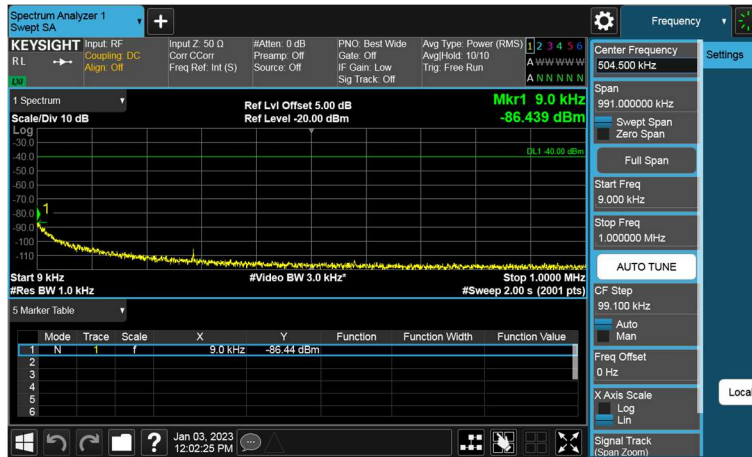 Spectrum Analyzer 1
Swept SA
Frequency
KEYSIGHT
RL
LXI
Input: RF
Coupling: DC
Align: Off
Input Z: 50 Ω
Corr CCorr
Freq Ref: Int (S)
#Atten: 0 dB
Preamp: Off
Source: Off
PNO: Best Wide
Gate: Off
IF Gain: Low
Sig Track: Off
Avg Type: Power (RMS)
Avg|Hold: 10/10
Trig: Free Run
1 2 3 4 5 6
A W W W W W
A N N N N N
1 Spectrum
Scale/Div 10 dB
Ref Lvl Offset 5.00 dB
Ref Level -20.00 dBm
Mkr1 9.0 kHz
-86.439 dBm
Log
-30.0
-40.0
-50.0
-60.0
-70.0
-80.0
-90.0
-100
-110
DL1 -40.00 dBm
1
Start 9 kHz
#Res BW 1.0 kHz
#Video BW 3.0 kHz*
Stop 1.0000 MHz
#Sweep 2.00 s (2001 pts)
5 Marker Table
Mode Trace Scale X Y Function Function Width Function Value
1 N 1 f 9.0 kHz -86.44 dBm
2
3
4
5
6
Jan 03, 2023
12:02:25 PM
?
Center Frequency
504.500 kHz
Span
991.000000 kHz
Swept Span
Zero Span
Full Span
Start Freq
9.000 kHz
Stop Freq
1.000000 MHz
AUTO TUNE
CF Step
99.100 kHz
Auto
Man
Freq Offset
0 Hz
X Axis Scale
Log
Lin
Signal Track
(Span Zoom)
Settings
Local